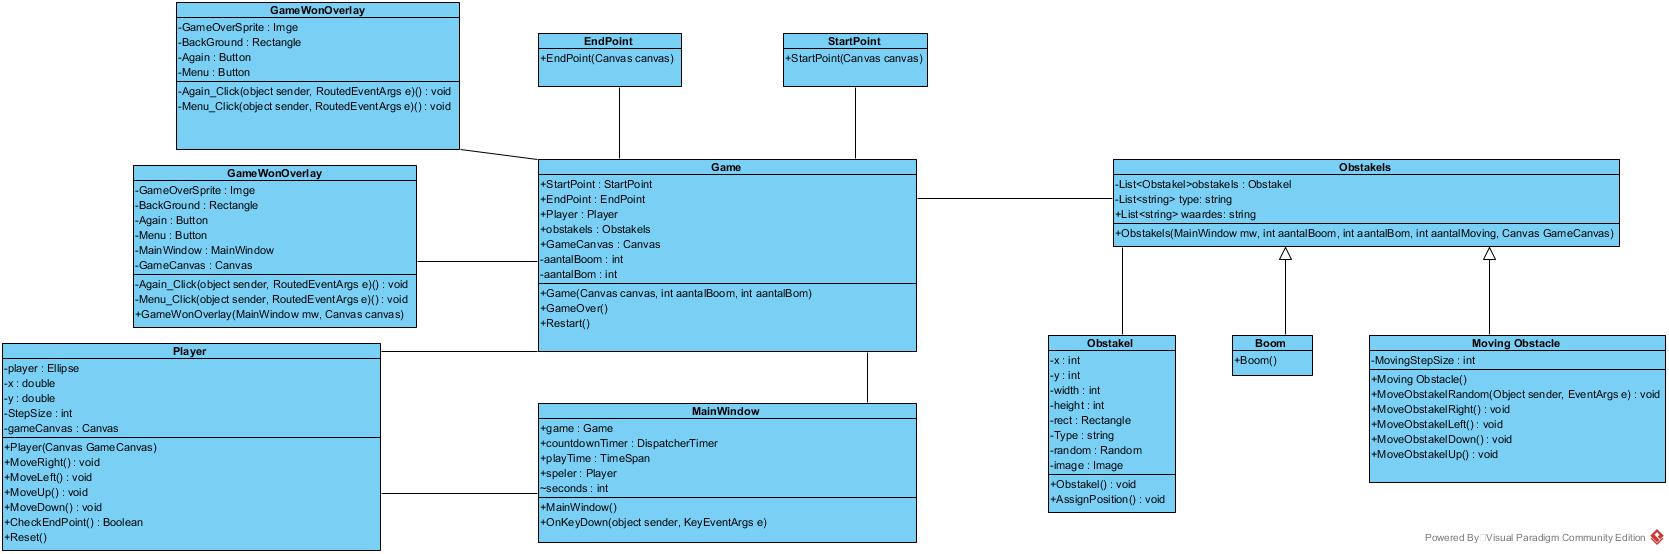 GameWonOverlay
-GameOverSprite : Imge
-BackGround : Rectangle
-Again : Button
-Menu : Button
-Again_Click(object sender, RoutedEventArgs e)() : void
-Menu_Click(object sender, RoutedEventArgs e)() : void
EndPoint
+EndPoint(Canvas canvas)
StartPoint
+StartPoint(Canvas canvas)
GameWonOverlay
-GameOverSprite : Imge
-BackGround : Rectangle
-Again : Button
-Menu : Button
-MainWindow : MainWindow
-GameCanvas : Canvas
-Again_Click(object sender, RoutedEventArgs e)() : void
-Menu_Click(object sender, RoutedEventArgs e)() : void
+GameWonOverlay(MainWindow mw, Canvas canvas)
Game
+StartPoint : StartPoint
+EndPoint : EndPoint
+Player : Player
+obstakels : Obstakels
+GameCanvas : Canvas
-aantalBoom : int
-aantalBom : int
+Game(Canvas canvas, int aantalBoom, int aantalBom)
+GameOver()
+Restart()
Obstakels
-List<Obstakel>obstakels : Obstakel
-List<string> type: string
+List<string> waardes: string
+Obstakels(MainWindow mw, int aantalBoom, int aantalBom, int aantalMoving, Canvas GameCanvas)
Player
-player : Ellipse
-x : double
-y : double
-StepSize : int
-gameCanvas : Canvas
+Player(Canvas GameCanvas)
+MoveRight() : void
+MoveLeft() : void
+MoveUp() : void
+MoveDown() : void
+CheckEndPoint() : Boolean
+Reset()
MainWindow
+game : Game
+countdownTimer : DispatcherTimer
+playTime : TimeSpan
+speler : Player
~seconds : int
+MainWindow()
+OnKeyDown(object sender, KeyEventArgs e)
Obstakel
-x : int
-y : int
-width : int
-height : int
-rect : Rectangle
-Type : string
-random : Random
-image : Image
+Obstakel() : void
+AssignPosition() : void
Boom
+Boom()
Moving Obstacle
-MovingStepSize : int
+Moving Obstacle()
+MoveObstakelRandom(Object sender, EventArgs e) : void
+MoveObstakelRight() : void
+MoveObstakelLeft() : void
+MoveObstakelDown() : void
+MoveObstakelUp() : void
Powered By Visual Paradigm Community Edition